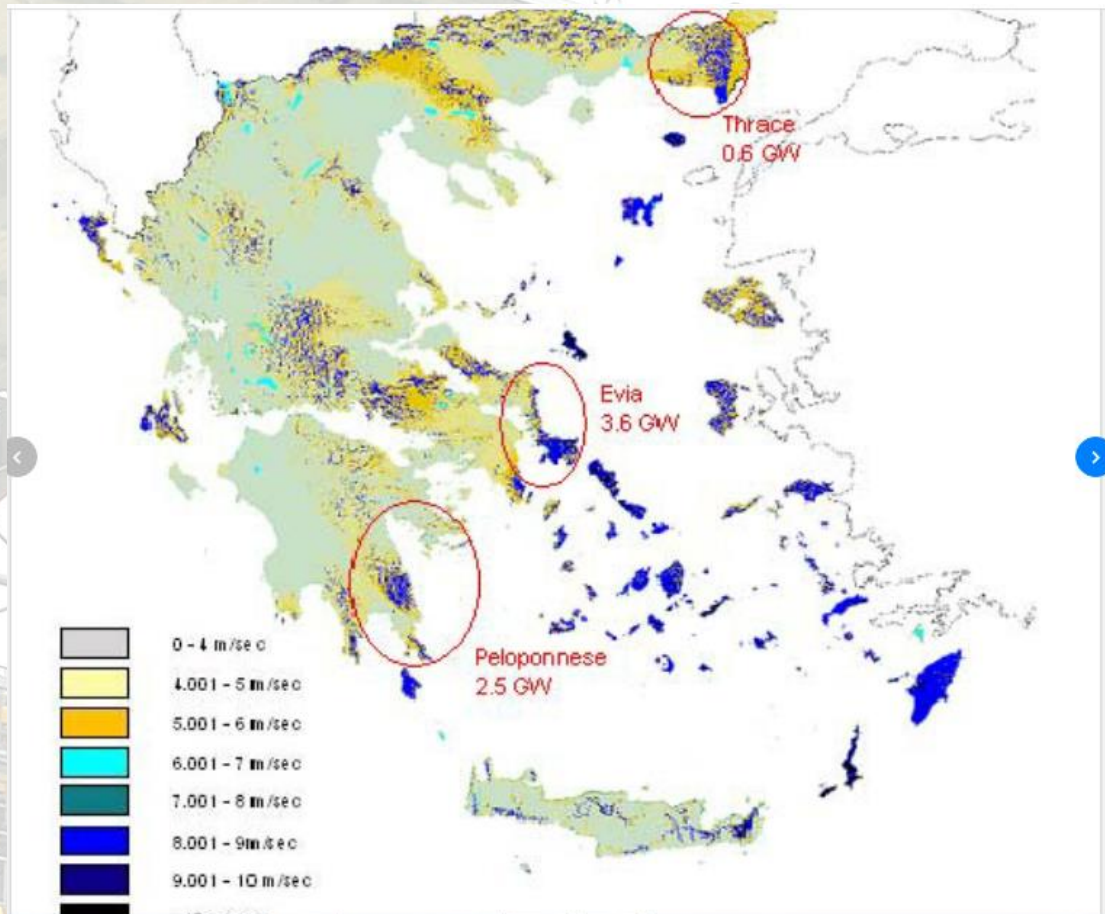 Thrace
0.6 GW
Evia
3.6 GW
Peloponnese
2.5 GW
0 - 4 m/sec
4.001 - 5 m/sec
5.001 - 6 m/sec
6.001 - 7 m/sec
7.001 - 8 m/sec
8.001 - 9m/sec
9.001 - 10 m/sec